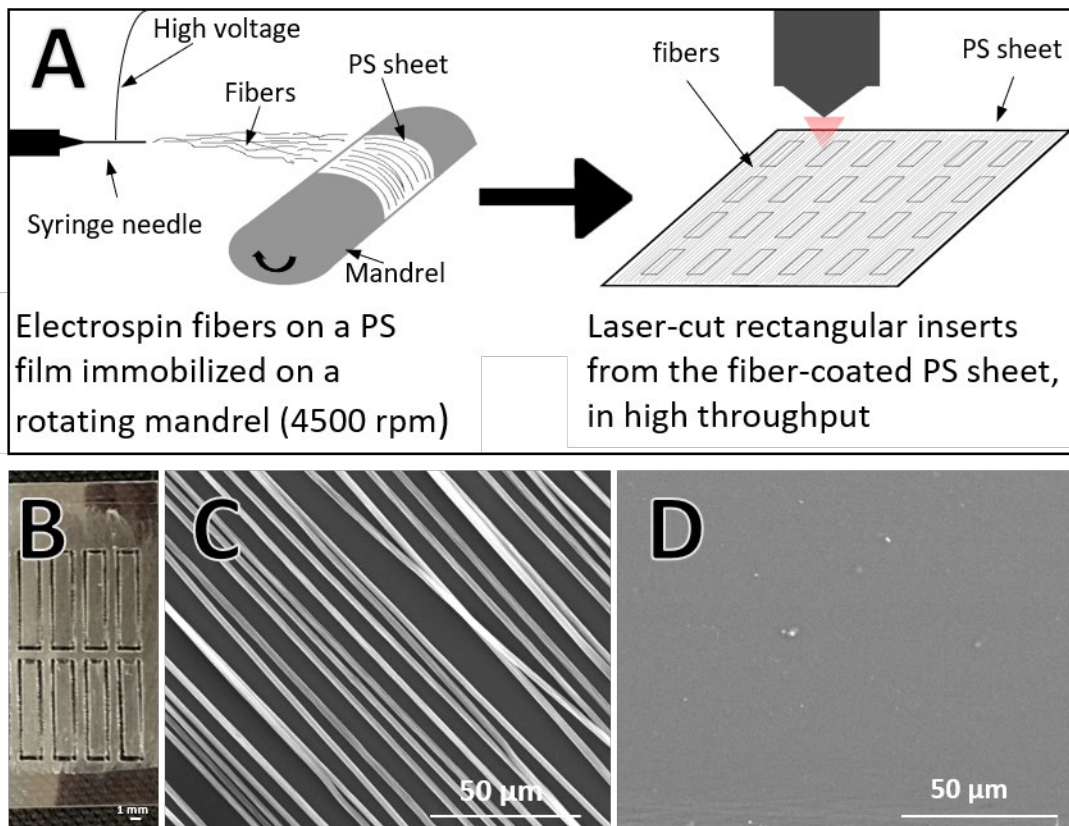 A
High voltage
Fibers
PS sheet
Syringe needle
Mandrel
fibers
PS sheet
Electrospin fibers on a PS
film immobilized on a
rotating mandrel (4500 rpm)
Laser-cut rectangular inserts
from the fiber-coated PS sheet,
in high throughput
B
1 mm
C
50 µm
D
50 µm